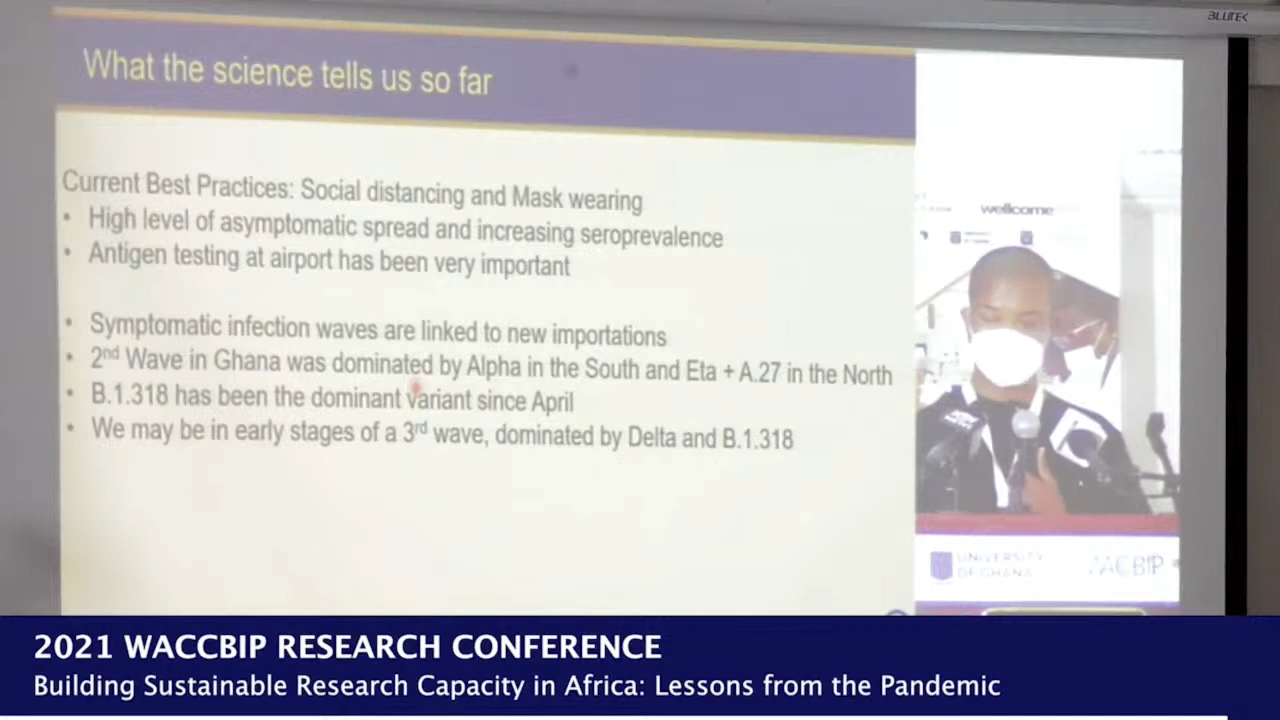 BLUTEK
What the science tells us so far
Current Best Practices: Social distancing and Mask wearing
• High level of asymptomatic spread and increasing seroprevalence
• Antigen testing at airport has been very important
• Symptomatic infection waves are linked to new importations
• 2nd Wave in Ghana was dominated by Alpha in the South and Eta + A.27 in the North
• B.1.318 has been the dominant variant since April
• We may be in early stages of a 3rd wave, dominated by Delta and B.1.318
wellcome
UNIVERSITY
OF GHANA
WACCBIP
2021 WACCBIP RESEARCH CONFERENCE
Building Sustainable Research Capacity in Africa: Lessons from the Pandemic